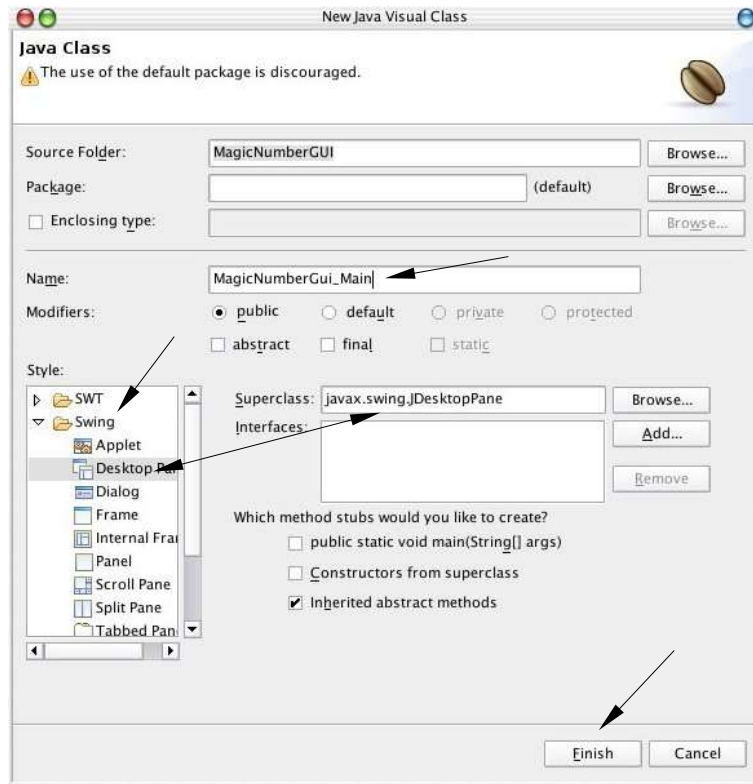 New Java Visual Class
Java Class
The use of the default package is discouraged.
Source Folder: MagicNumberGUI Browse...
Package: (default) Browse...
Enclosing type: Browse...
Name: MagicNumberGui_Main
Modifiers: public default private protected
abstract final static
Style:
SWT
Swing
Applet
Desktop Pan
Dialog
Frame
Internal Frar
Panel
Scroll Pane
Split Pane
Tabbed Pan
Superclass: javax.swing.JDesktopPane Browse...
Interfaces: Add...
Remove
Which method stubs would you like to create?
public static void main(String[] args)
Constructors from superclass
Inherited abstract methods
Finish Cancel